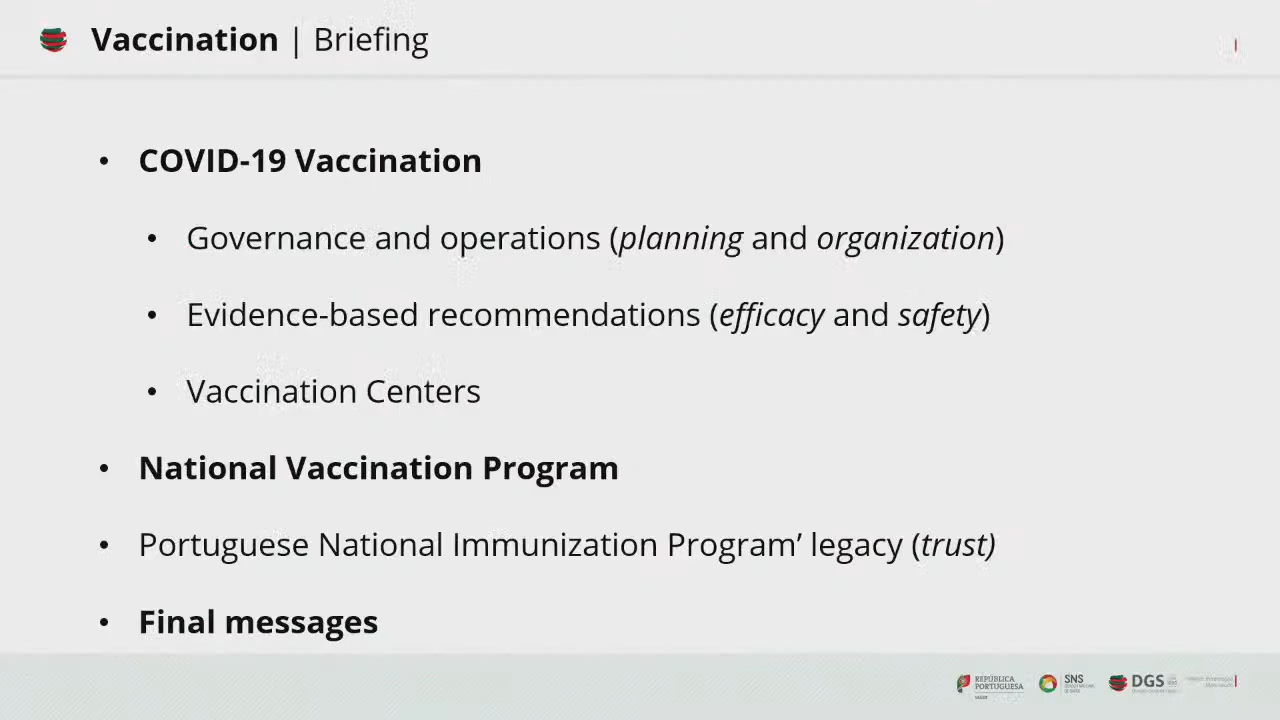 Vaccination | Briefing
• COVID-19 Vaccination
• Governance and operations (planning and organization)
• Evidence-based recommendations (efficacy and safety)
• Vaccination Centers
• National Vaccination Program
• Portuguese National Immunization Program’ legacy (trust)
• Final messages
REPÚBLICA
PORTUGUESA
SNS
DGS